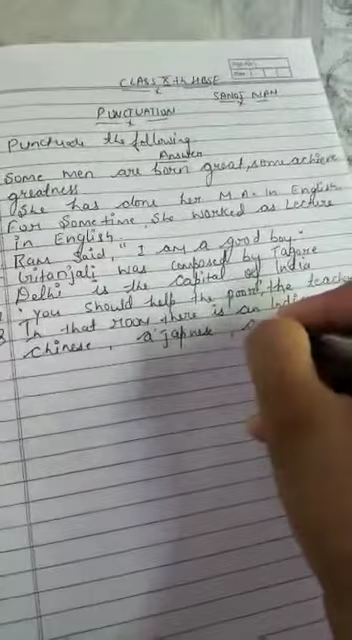 CLASS X th HBSE
SANGJ MAN
PUNCTUATION
Punctuate the following
Answer
Some men are born great, some achieve
greatness
She has done her M.A. in English.
For Sometime, She worked as Lecture
in English.
Ram said, "I am a good boy."
Gitanjali was composed by Tagore
Delhi is the capital of India
"You should help the poor", the teacher
In that room there is an Indi
Chinese, a japnese,